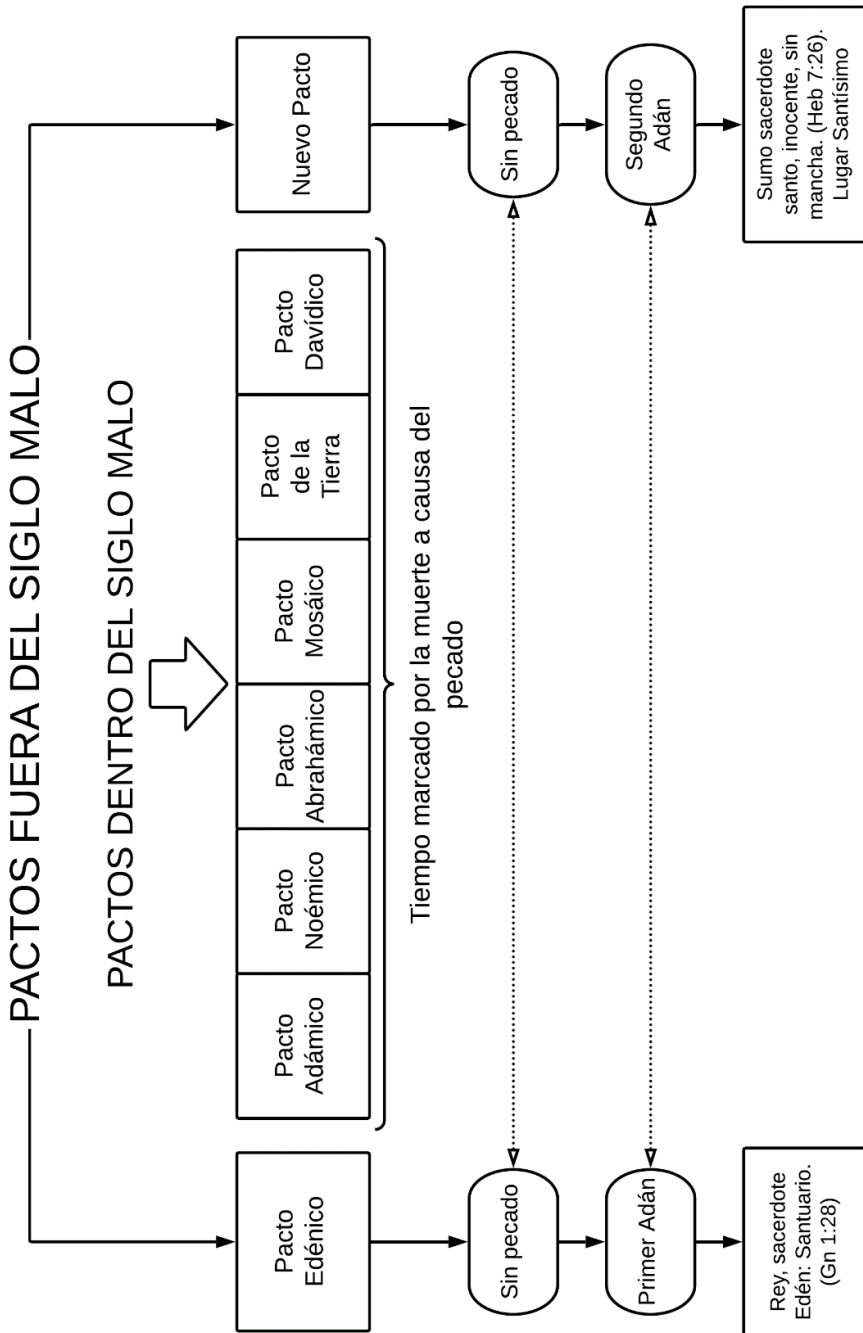 PACTOS FUERA DEL SIGLO MALO
PACTOS DENTRO DEL SIGLO MALO
Pacto
Edénico
Pacto
Adámico
Pacto
Noémico
Pacto
Abrahámico
Pacto
Mosáico
Pacto
de la
Tierra
Pacto
Davídico
Nuevo Pacto
Tiempo marcado por la muerte a causa del
pecado
Sin pecado
Sin pecado
Primer Adán
Segundo
Adán
Rey, sacerdote
Edén: Santuario.
(Gn 1:28)
Sumo sacerdote
santo, inocente, sin
mancha. (Heb 7:26).
Lugar Santísimo